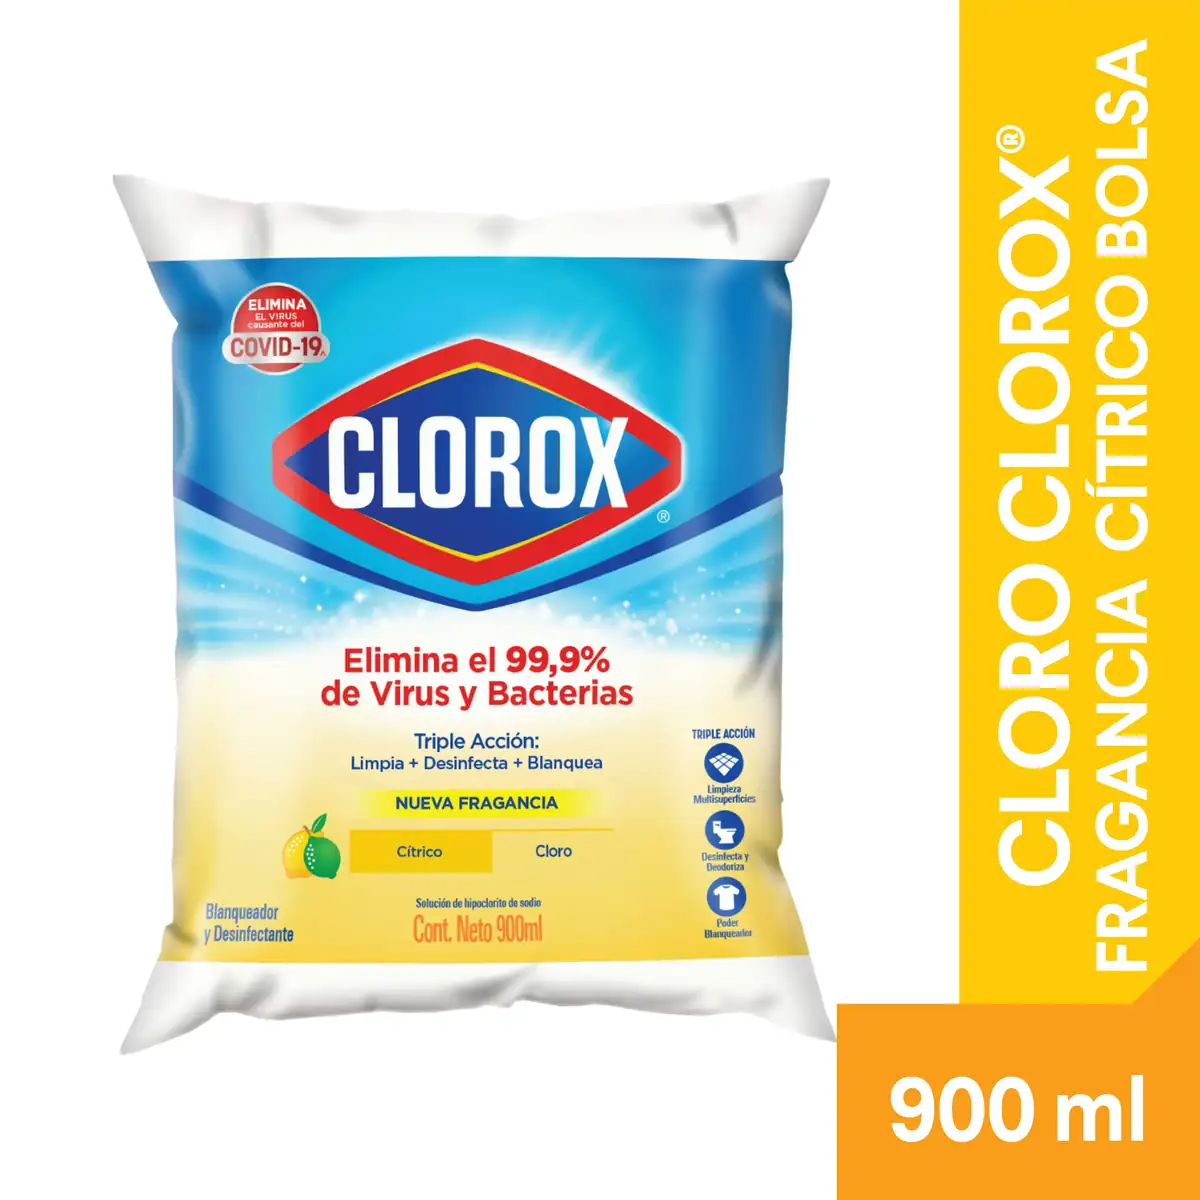 ELIMINA
EL VIRUS
causante del
COVID-19
CLOROX
®
Elimina el 99,9%
de Virus y Bacterias
Triple Acción:
Limpia + Desinfecta + Blanquea
NUEVA FRAGANCIA
Cítrico
Cloro
Solución de hipoclorito de sodio
Cont. Neto 900ml
Blanqueador
y Desinfectante
TRIPLE ACCIÓN
Limpieza
Multisuperficies
Desinfecta y
Deodoriza
Poder
Blanqueador
CLORO CLOROX®
FRAGANCIA CÍTRICO BOLSA
900 ml